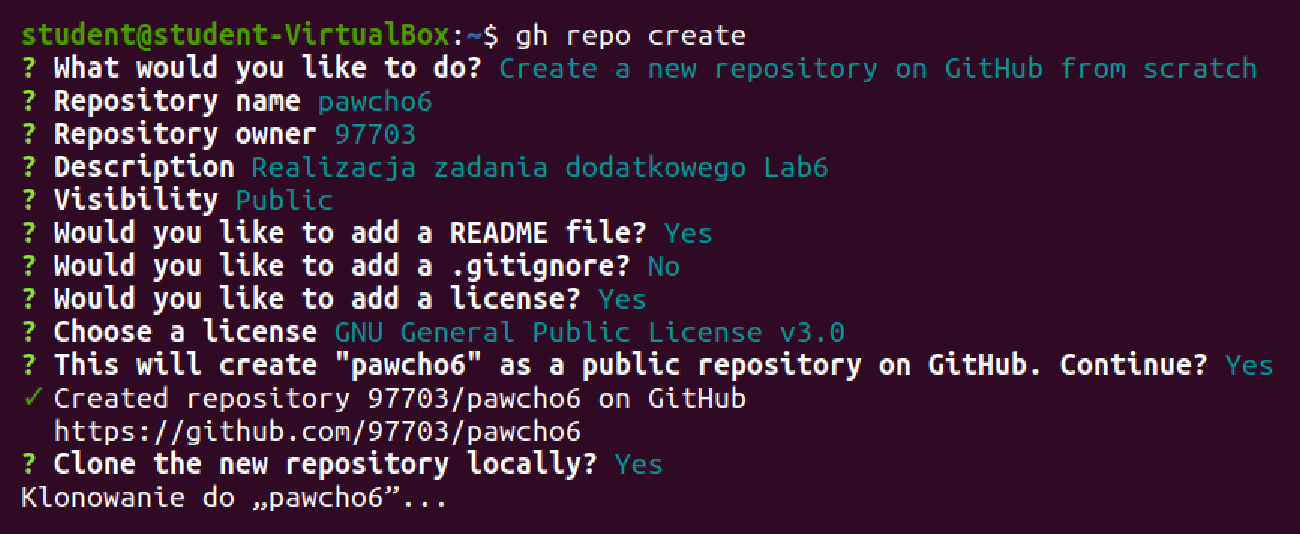 student@student-VirtualBox:~$ gh repo create
? What would you like to do? Create a new repository on GitHub from scratch
? Repository name pawcho6
? Repository owner 97703
? Description Realizacja zadania dodatkowego Lab6
? Visibility Public
? Would you like to add a README file? Yes
? Would you like to add a .gitignore? No
? Would you like to add a license? Yes
? Choose a license GNU General Public License v3.0
? This will create "pawcho6" as a public repository on GitHub. Continue? Yes
✓ Created repository 97703/pawcho6 on GitHub
  https://github.com/97703/pawcho6
? Clone the new repository locally? Yes
Klonowanie do „pawcho6”...